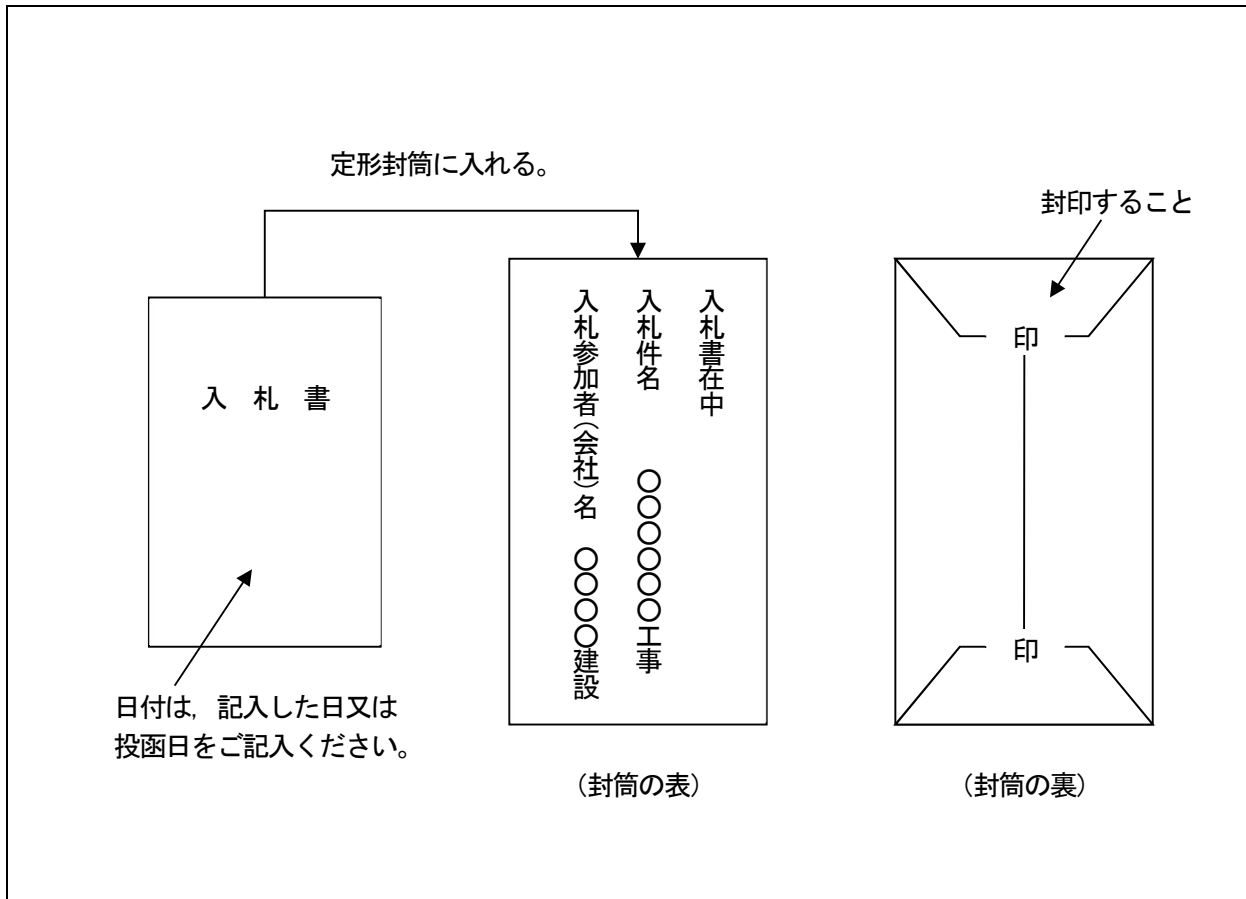 定形封筒に入れる。
封印すること
入　札　書
日付は，記入した日又は
投函日をご記入ください。
入札書在中
入札件名　　〇〇〇〇〇〇工事
入札参加者（会社）名　〇〇〇〇建設
（封筒の表）
印
印
（封筒の裏）